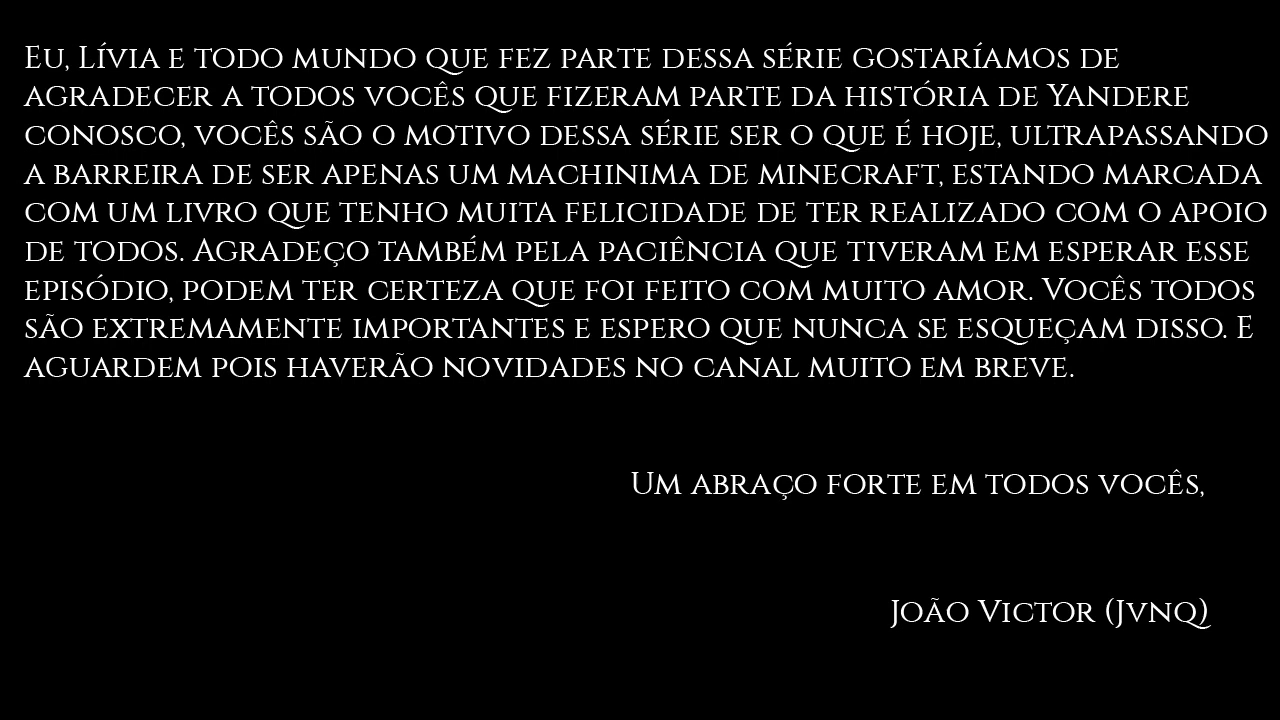 Eu, Lívia e todo mundo que fez parte dessa série gostaríamos de
agradecer a todos vocês que fizeram parte da história de Yandere
conosco, vocês são o motivo dessa série ser o que é hoje, ultrapassando
a barreira de ser apenas um machinima de minecraft, estando marcada
com um livro que tenho muita felicidade de ter realizado com o apoio
de todos. Agradeço também pela paciência que tiveram em esperar esse
episódio, podem ter certeza que foi feito com muito amor. Vocês todos
são extremamente importantes e espero que nunca se esqueçam disso. E
aguardem pois haverão novidades no canal muito em breve.
Um abraço forte em todos vocês,
João Victor (Jvnq)